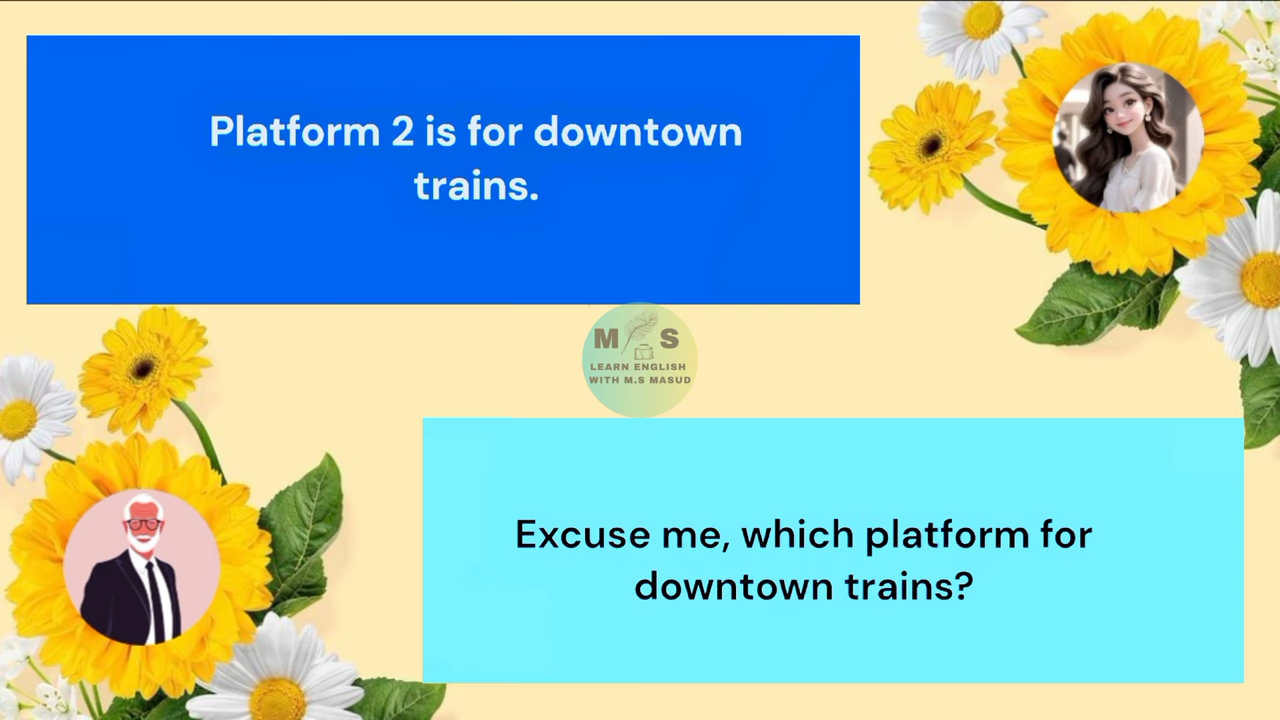 Platform 2 is for downtown
trains.
M S
LEARN ENGLISH
WITH M.S MASUD
Excuse me, which platform for
downtown trains?